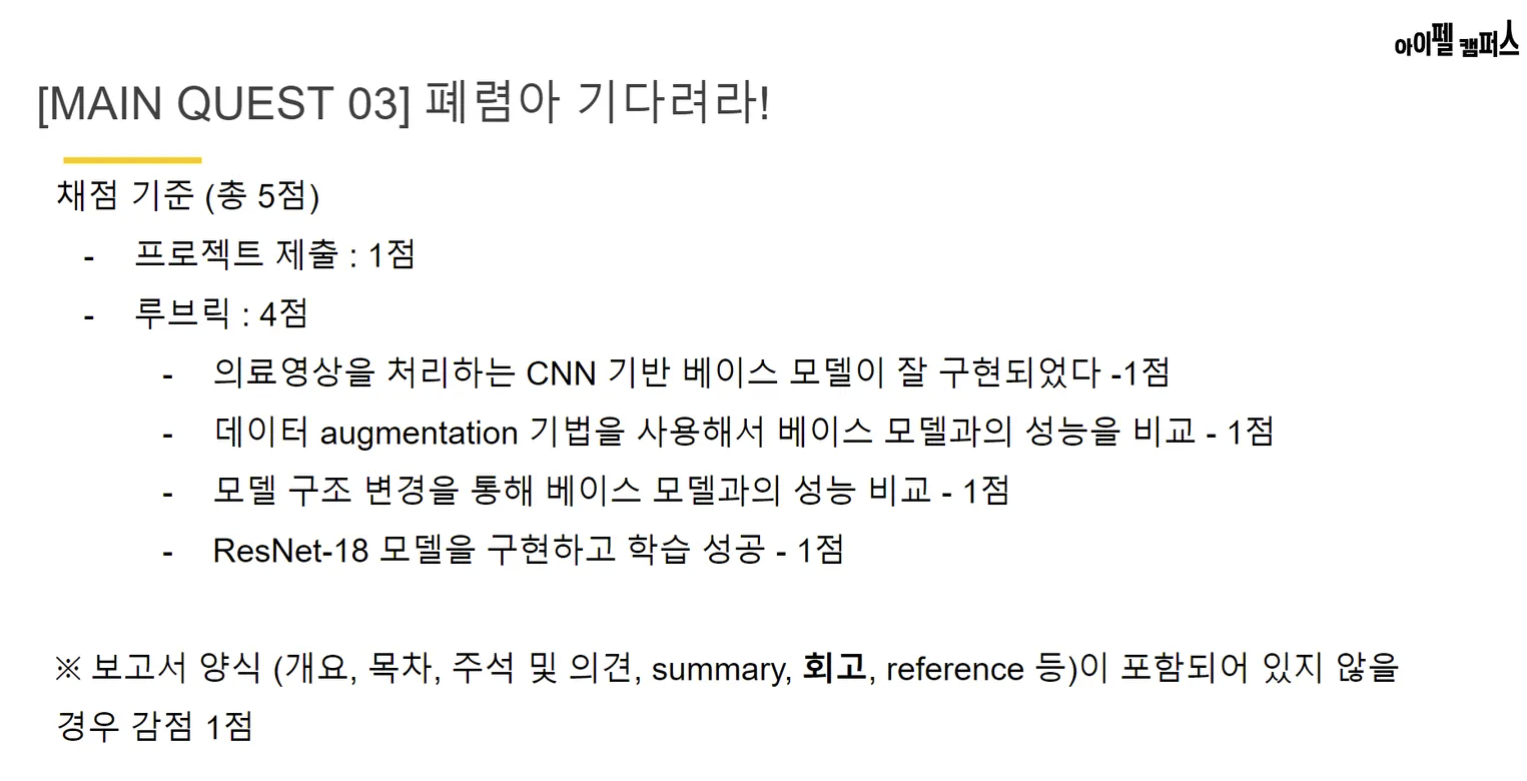 아이펠 캠퍼스
[MAIN QUEST 03] 폐렴아 기다려라!
채점 기준 (총 5점)
- 프로젝트 제출 : 1점
- 루브릭 : 4점
- 의료영상을 처리하는 CNN 기반 베이스 모델이 잘 구현되었다 -1점
- 데이터 augmentation 기법을 사용해서 베이스 모델과의 성능을 비교 - 1점
- 모델 구조 변경을 통해 베이스 모델과의 성능 비교 - 1점
- ResNet-18 모델을 구현하고 학습 성공 - 1점
※ 보고서 양식 (개요, 목차, 주석 및 의견, summary, 회고, reference 등)이 포함되어 있지 않을
경우 감점 1점